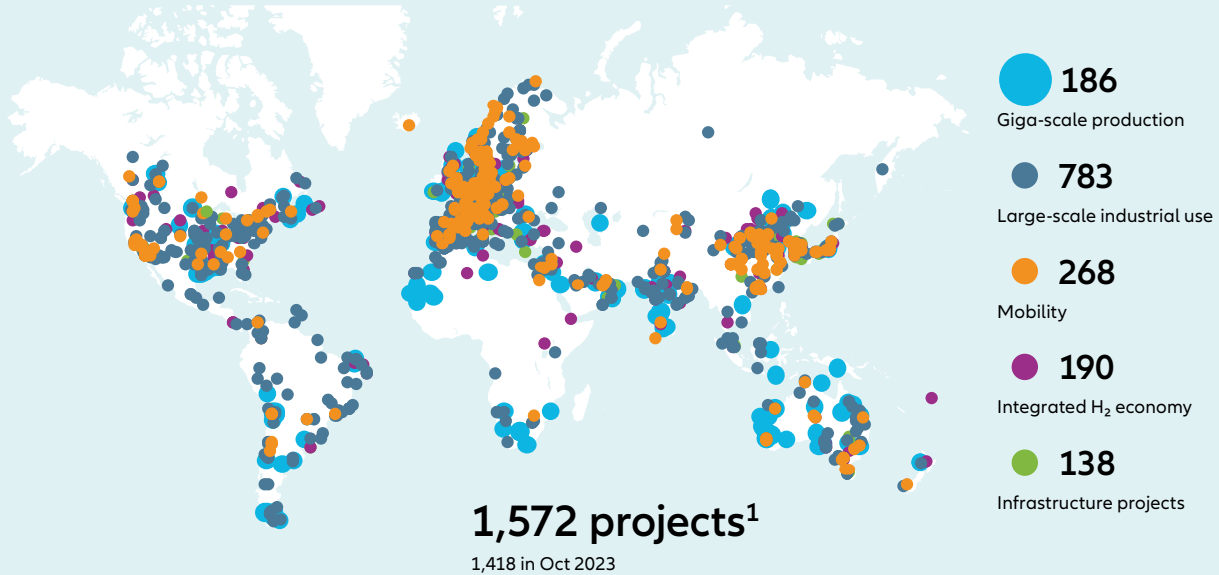 186
Giga-scale production
783
Large-scale industrial use
268
Mobility
190
Integrated H₂ economy
138
Infrastructure projects
1,572 projects¹
1,418 in Oct 2023